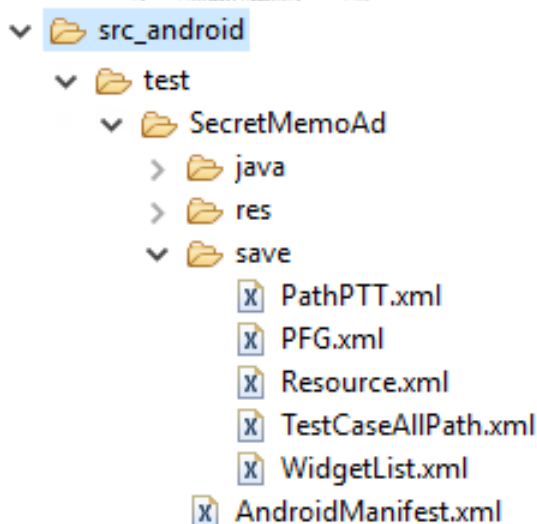 src_android
test
SecretMemoAd
java
res
save
PathPTT.xml
PFG.xml
Resource.xml
TestCaseAllPath.xml
WidgetList.xml
AndroidManifest.xml